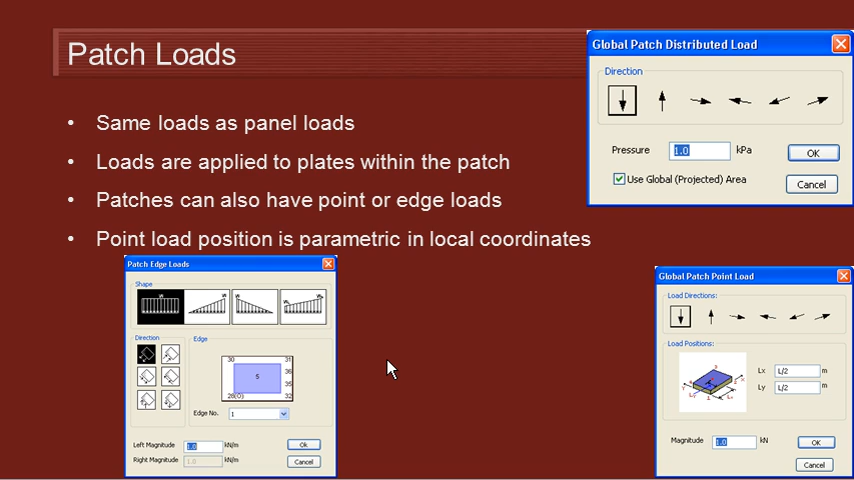 Patch Loads
• Same loads as panel loads
• Loads are applied to plates within the patch
• Patches can also have point or edge loads
• Point load position is parametric in local coordinates
Global Patch Distributed Load
Direction
Pressure 1.0 kPa
OK
Use Global (Projected) Area
Cancel
Patch Edge Loads
Shape
Direction
Edge
30 31
36
S
35
26(O) 32
Edge No. 1
Left Magnitude 1.0 kN/m
Ok
Right Magnitude 1.0 kN/m
Cancel
Global Patch Point Load
Load Directions:
Load Positions:
Lx L/2 m
Ly L/2 m
Magnitude 1.0 kN
OK
Cancel